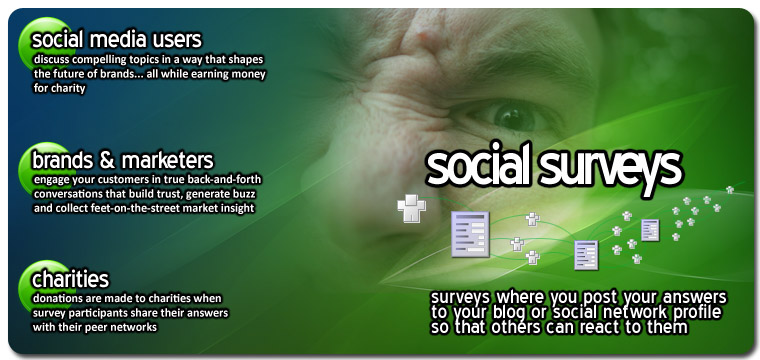 social media users
discuss compelling topics in a way that shapes
the future of brands... all while earning money
for charity
brands & marketers
engage your customers in true back-and-forth
conversations that build trust, generate buzz
and collect feet-on-the-street market insight
charities
donations are made to charities when
survey participants share their answers
with their peer networks
social surveys
surveys where you post your answers
to your blog or social network profile
so that others can react to them